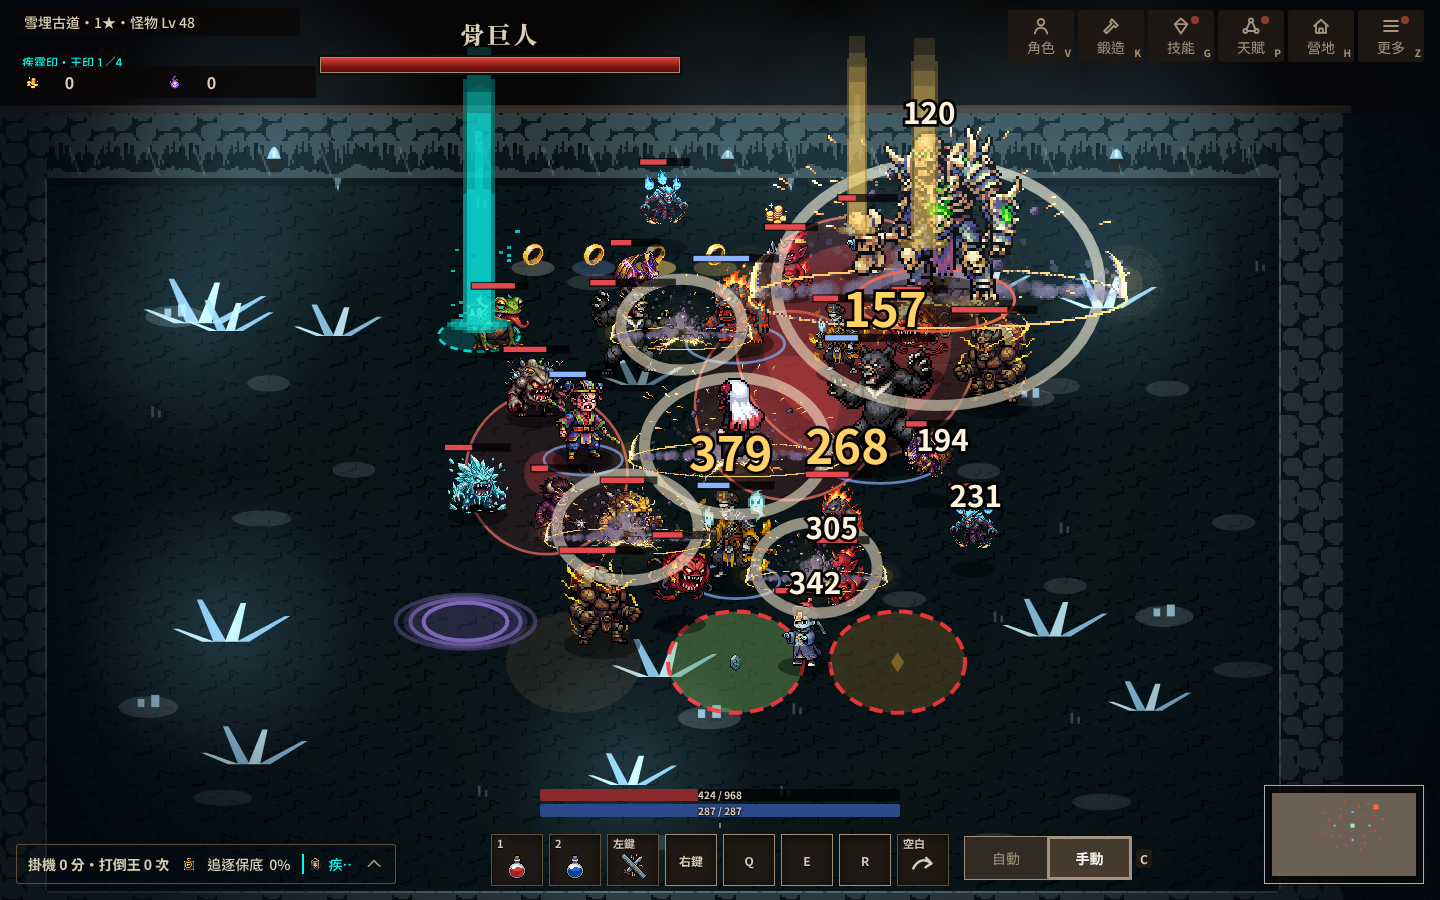 雪埋古道・1★・怪物 Lv 48
骨巨人
疾霆印・王印 1／4
0
0
角色 V
鍛造 K
技能 G
天賦 P
營地 H
更多 Z
120
157
379
268
194
231
305
342
424 / 968
287 / 287
掛機 0 分・打倒王 0 次
追逐保底 0%
疾··
1
2
左鍵
右鍵
Q
E
R
空白
自動
手動
C